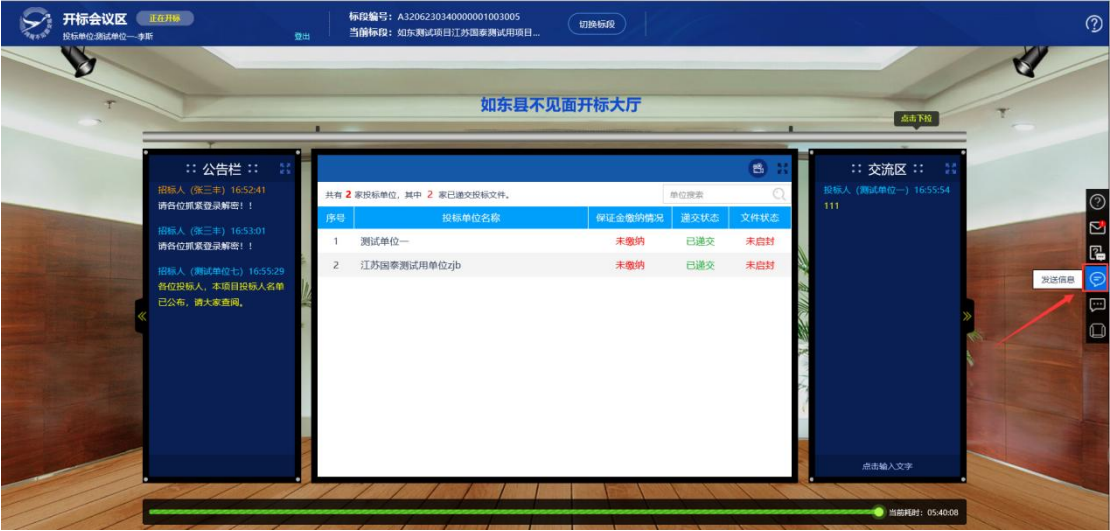 开标会议区 正在开标
投标单位:测试单位一--李斯
登出
标段编号：A3206230340000001003005
当前标段：如东测试项目江苏国泰测试用项目...
切换标段
如东县不见面开标大厅
点击下拉
公告栏
招标人（张三丰）16:52:41
请各位抓紧登录解密！！
招标人（张三丰）16:53:01
请各位抓紧登录解密！！
招标人（测试单位七）16:55:29
各位投标人，本项目投标人名单
已公布，请大家查阅。
共有 2 家投标单位，其中 2 家已递交投标文件。
单位搜索
序号 投标单位名称 保证金缴纳情况 递交状态 文件状态
1 测试单位一 未缴纳 已递交 未启封
2 江苏国泰测试用单位zjb 未缴纳 已递交 未启封
交流区
投标人（测试单位一）16:55:54
111
点击输入文字
发送信息
当前耗时：05:40:08